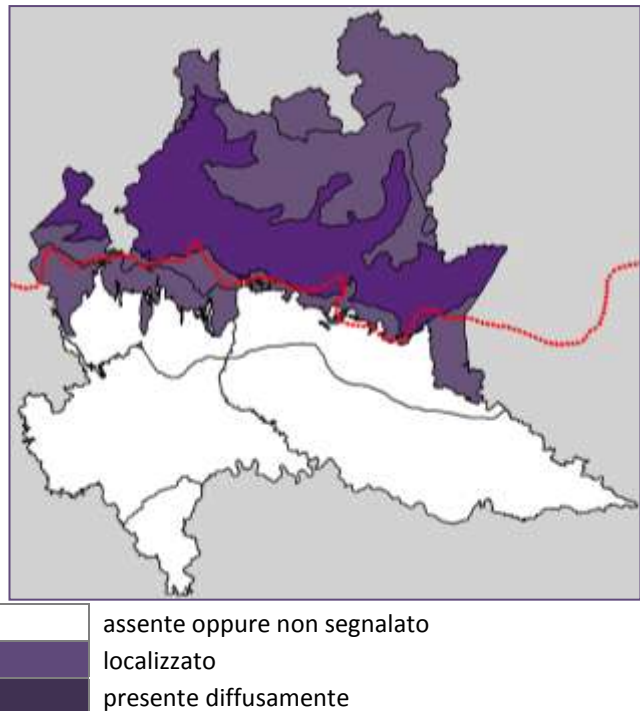 assente oppure non segnalato
localizzato
presente diffusamente